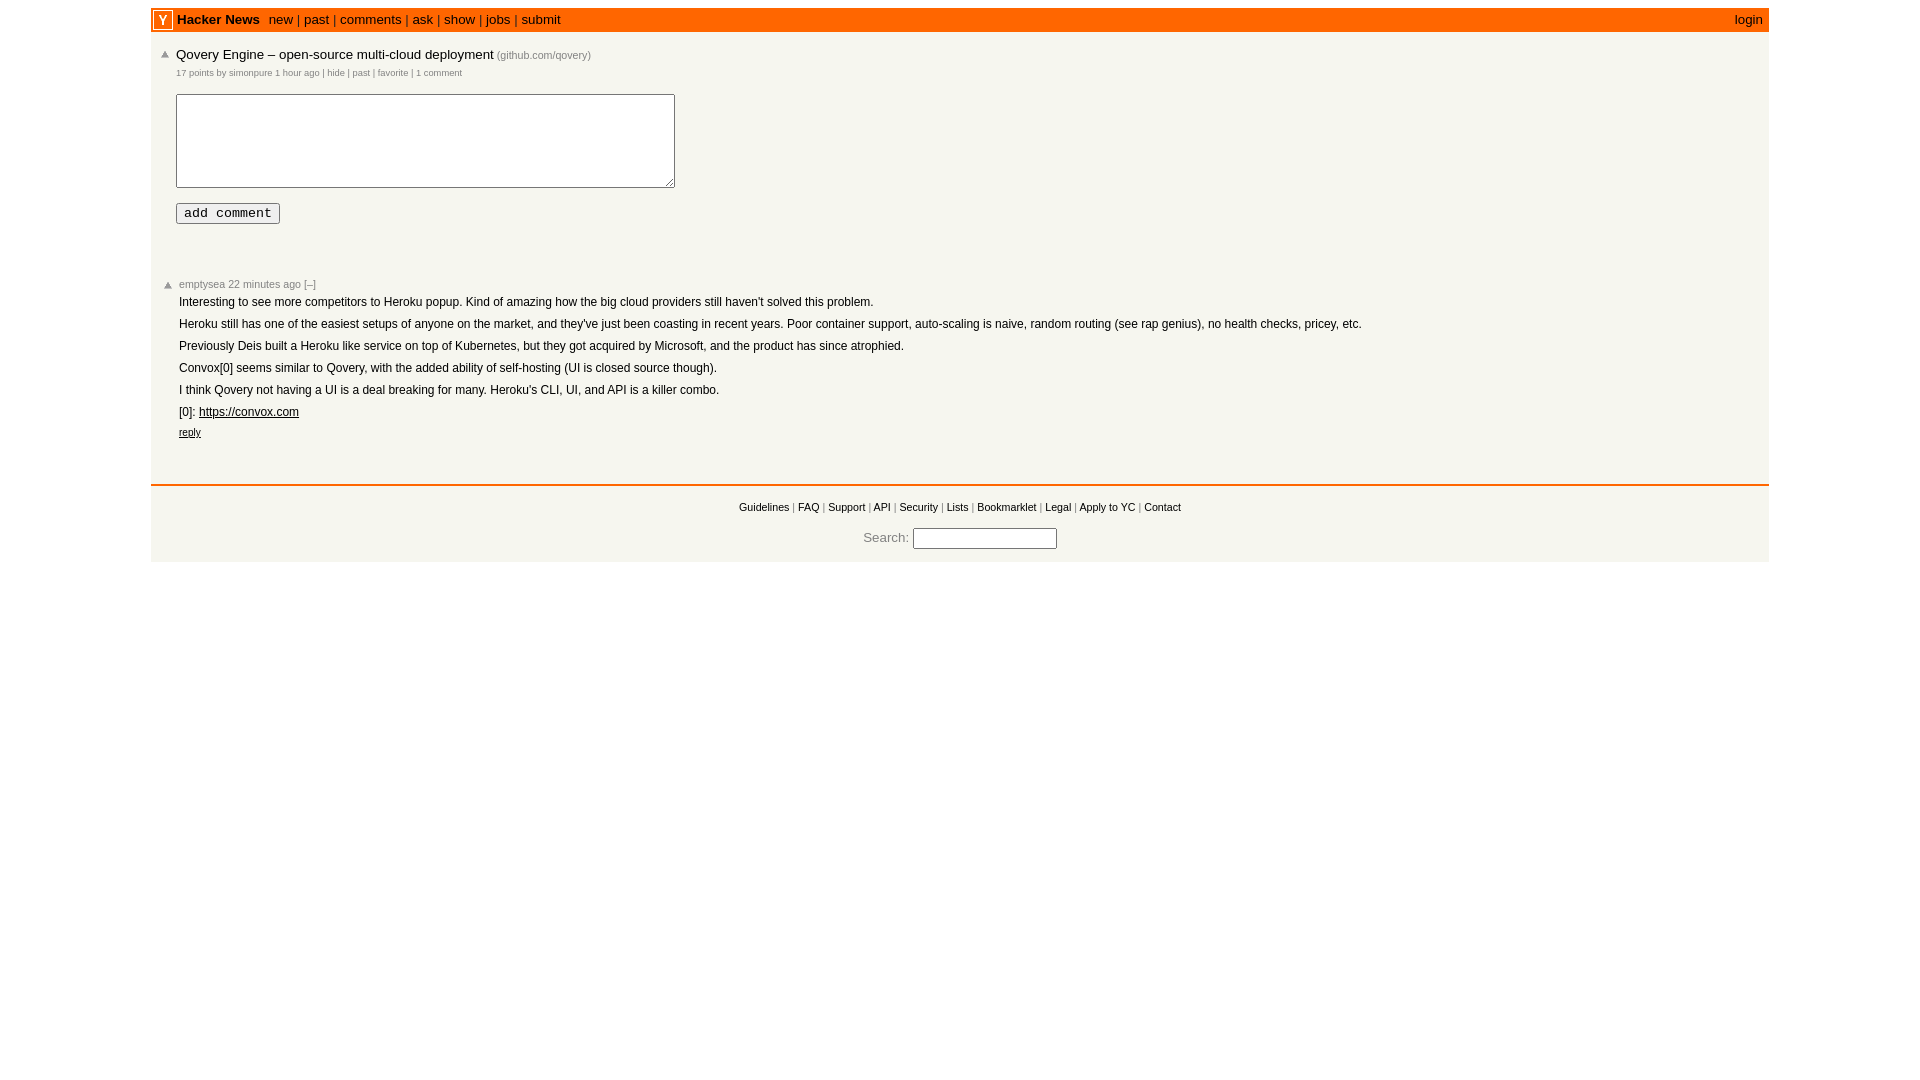 Y Hacker News new | past | comments | ask | show | jobs | submit login
Qovery Engine – open-source multi-cloud deployment (github.com/qovery)
17 points by simonpure 1 hour ago | hide | past | favorite | 1 comment
add comment
emptysea 22 minutes ago [–]
Interesting to see more competitors to Heroku popup. Kind of amazing how the big cloud providers still haven't solved this problem.
Heroku still has one of the easiest setups of anyone on the market, and they've just been coasting in recent years. Poor container support, auto-scaling is naive, random routing (see rap genius), no health checks, pricey, etc.
Previously Deis built a Heroku like service on top of Kubernetes, but they got acquired by Microsoft, and the product has since atrophied.
Convox[0] seems similar to Qovery, with the added ability of self-hosting (UI is closed source though).
I think Qovery not having a UI is a deal breaking for many. Heroku's CLI, UI, and API is a killer combo.
[0]: https://convox.com
reply
Guidelines | FAQ | Support | API | Security | Lists | Bookmarklet | Legal | Apply to YC | Contact
Search: